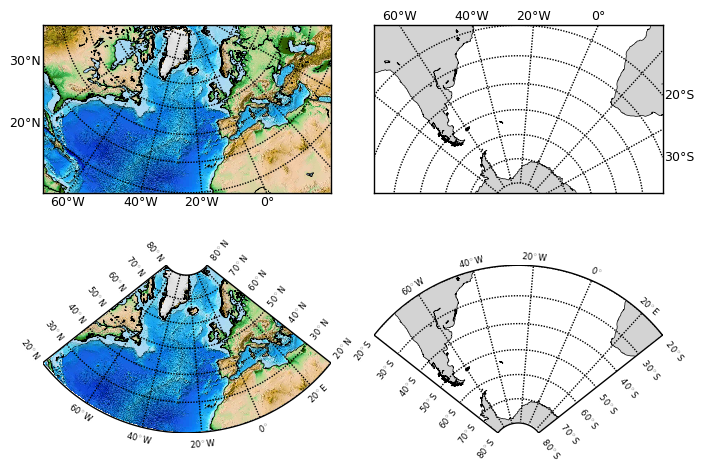 60°W 40°W 20°W 0°
30°N
20°N
20°S
30°S
60°W 40°W 20°W 0°
80°N 80°N
70°N 70°N
60°N 60°N
50°N 50°N
40°N 40°N
30°N 30°N
20°N 20°N
60°W 40°W 20°W 0° 20°E
60°W 40°W 20°W 0° 20°E
20°S 20°S
30°S 30°S
40°S 40°S
50°S 50°S
60°S 60°S
70°S 70°S
80°S 80°S